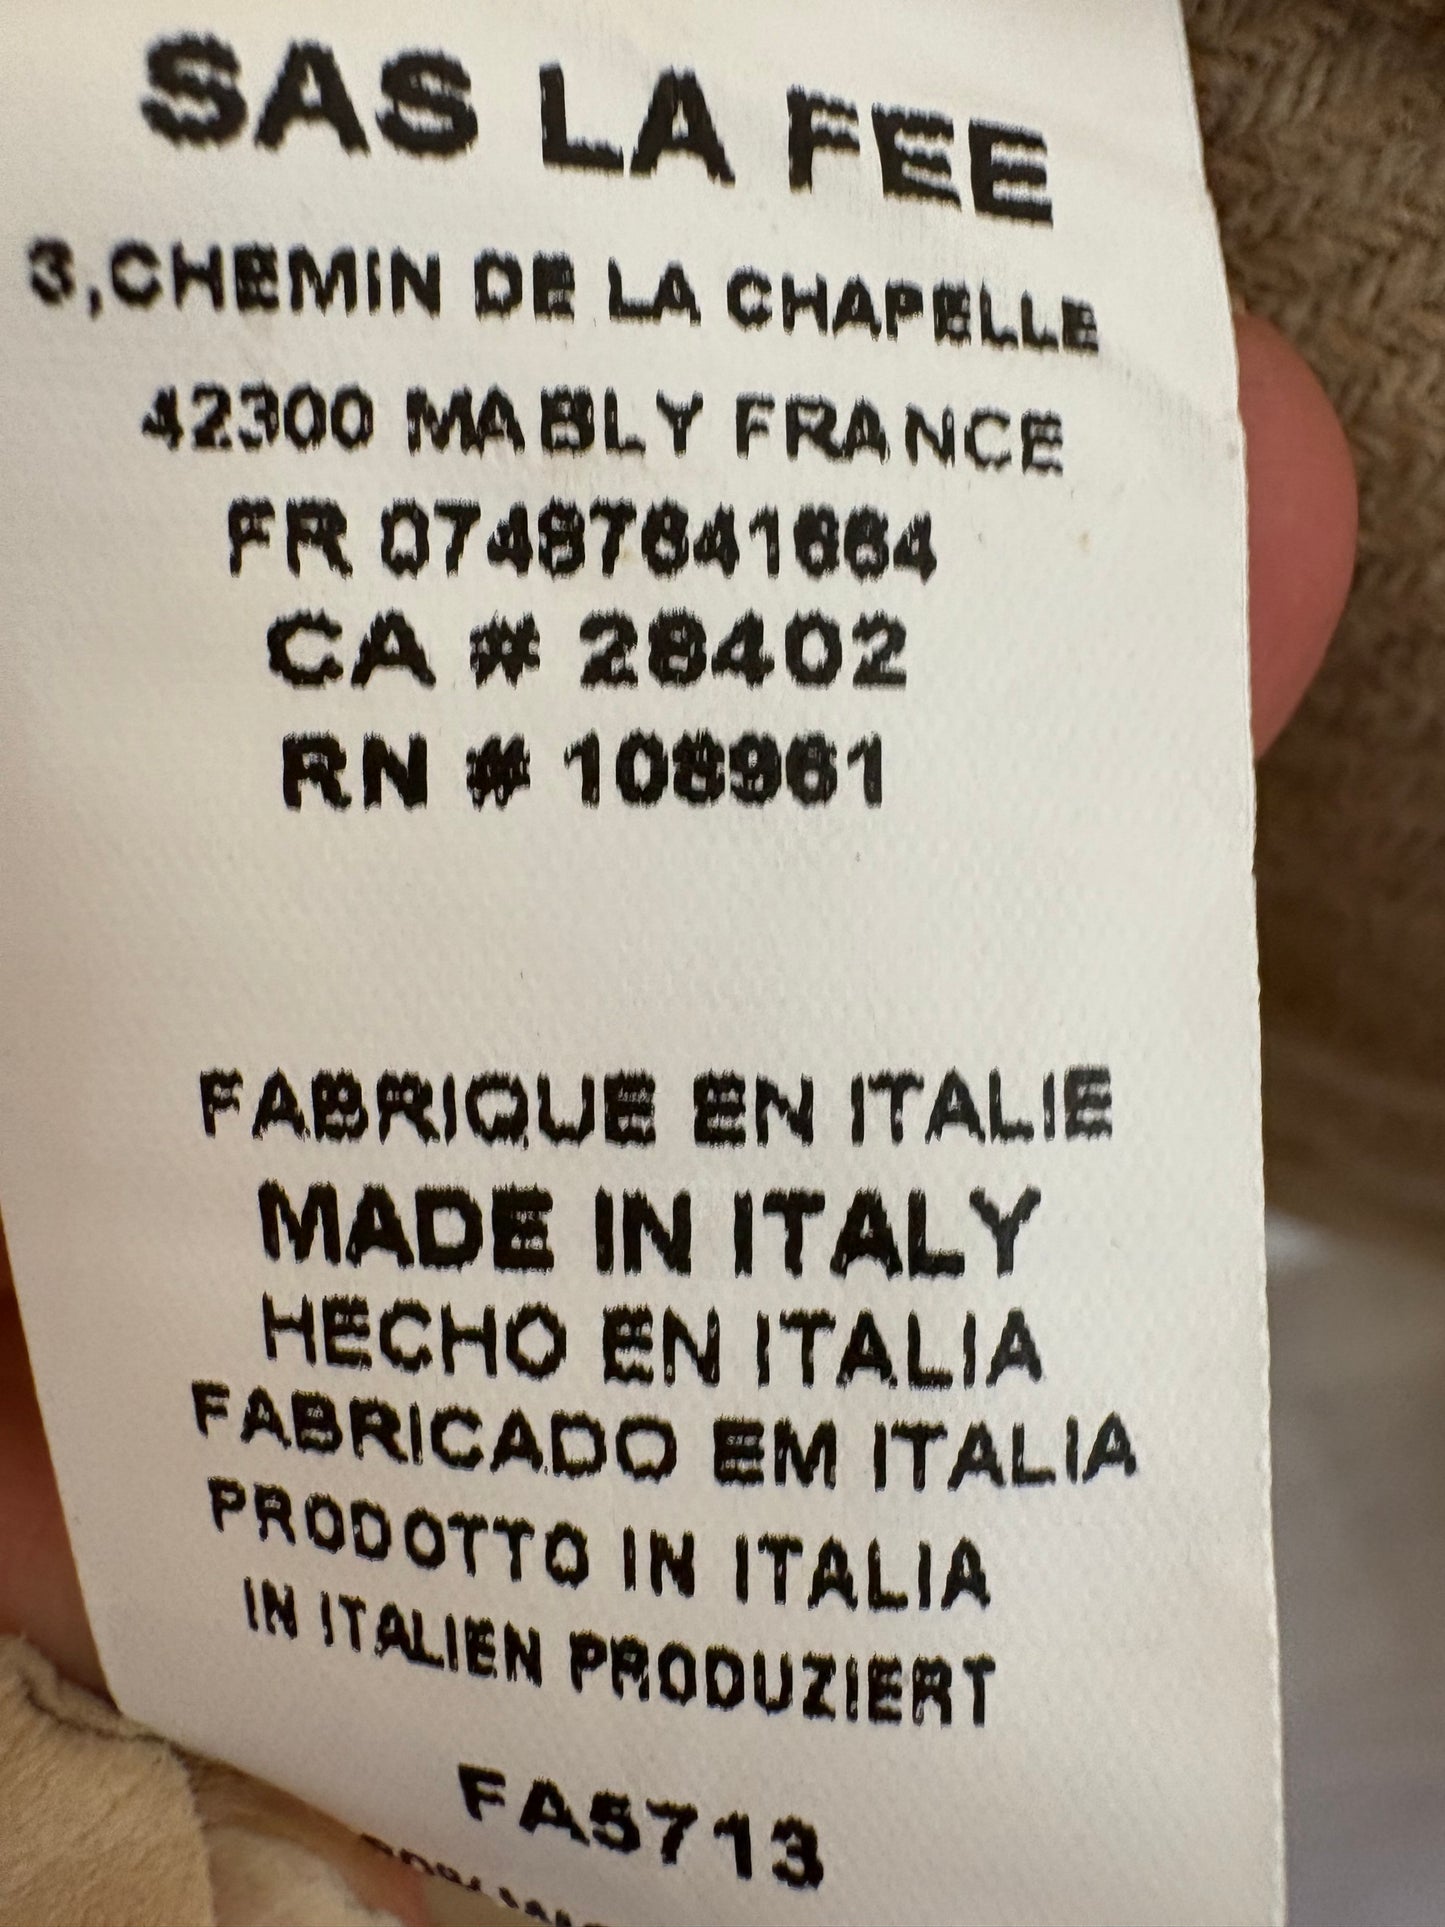 SAS LA FEE
3,CHEMIN DE LA CHAPELLE
42300 MABLY FRANCE
FR 07487641664
CA # 28402
RN # 108961
FABRIQUE EN ITALIE
MADE IN ITALY
HECHO EN ITALIA
FABRICADO EM ITALIA
PRODOTTO IN ITALIA
IN ITALIEN PRODUZIERT
FA5713